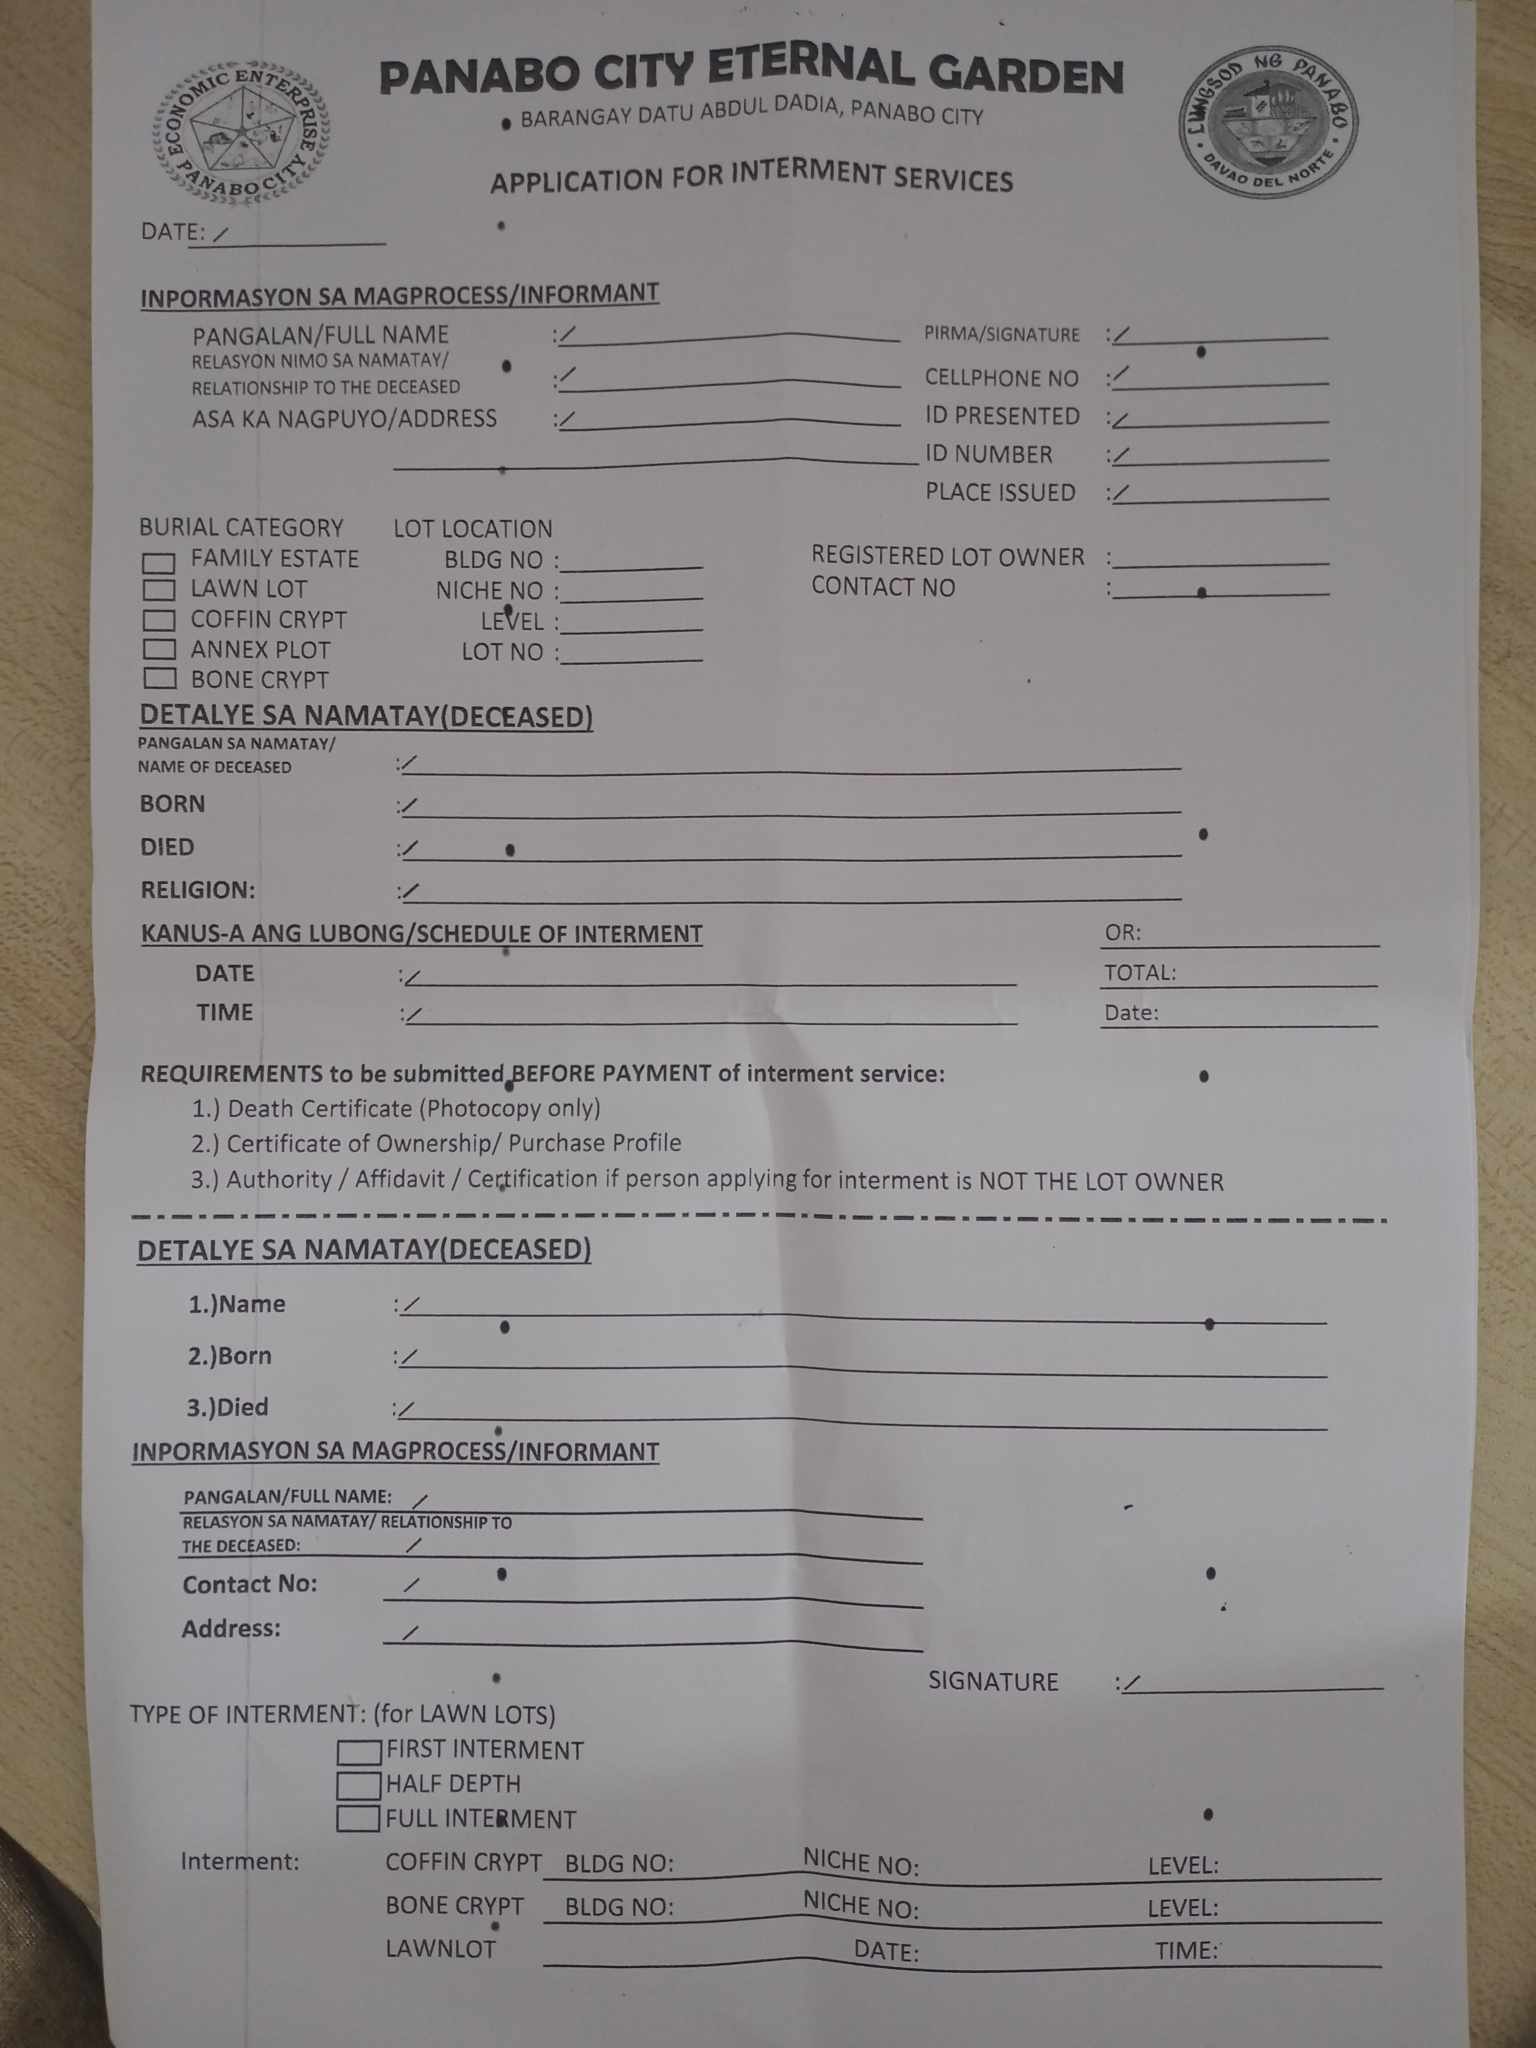 PANABO CITY ETERNAL GARDEN
BARANGAY DATU ABDUL DADIA, PANABO CITY
ECONOMIC ENTERPRISE
PANABO CITY
LUNGSOD NG PANABO
DAVAO DEL NORTE
APPLICATION FOR INTERMENT SERVICES
DATE: /
INPORMASYON SA MAGPROCESS/INFORMANT
PANGALAN/FULL NAME :/ PIRMA/SIGNATURE :/
RELASYON NIMO SA NAMATAY/
RELATIONSHIP TO THE DECEASED :/ CELLPHONE NO :/
ASA KA NAGPUYO/ADDRESS :/ ID PRESENTED :/
ID NUMBER :/
PLACE ISSUED :/
BURIAL CATEGORY LOT LOCATION
FAMILY ESTATE BLDG NO : REGISTERED LOT OWNER :
LAWN LOT NICHE NO : CONTACT NO :
COFFIN CRYPT LEVEL :
ANNEX PLOT LOT NO :
BONE CRYPT
DETALYE SA NAMATAY(DECEASED)
PANGALAN SA NAMATAY/
NAME OF DECEASED :/
BORN :/
DIED :/
RELIGION: :/
KANUS-A ANG LUBONG/SCHEDULE OF INTERMENT OR:
DATE :/ TOTAL:
TIME :/ Date:
REQUIREMENTS to be submitted BEFORE PAYMENT of interment service:
1.) Death Certificate (Photocopy only)
2.) Certificate of Ownership/ Purchase Profile
3.) Authority / Affidavit / Certification if person applying for interment is NOT THE LOT OWNER
DETALYE SA NAMATAY(DECEASED)
1.)Name :/
2.)Born :/
3.)Died :/
INPORMASYON SA MAGPROCESS/INFORMANT
PANGALAN/FULL NAME: /
RELASYON SA NAMATAY/ RELATIONSHIP TO
THE DECEASED: /
Contact No: /
Address: /
SIGNATURE :/
TYPE OF INTERMENT: (for LAWN LOTS)
FIRST INTERMENT
HALF DEPTH
FULL INTERMENT
Interment: COFFIN CRYPT BLDG NO: NICHE NO: LEVEL:
BONE CRYPT BLDG NO: NICHE NO: LEVEL:
LAWNLOT DATE: TIME: